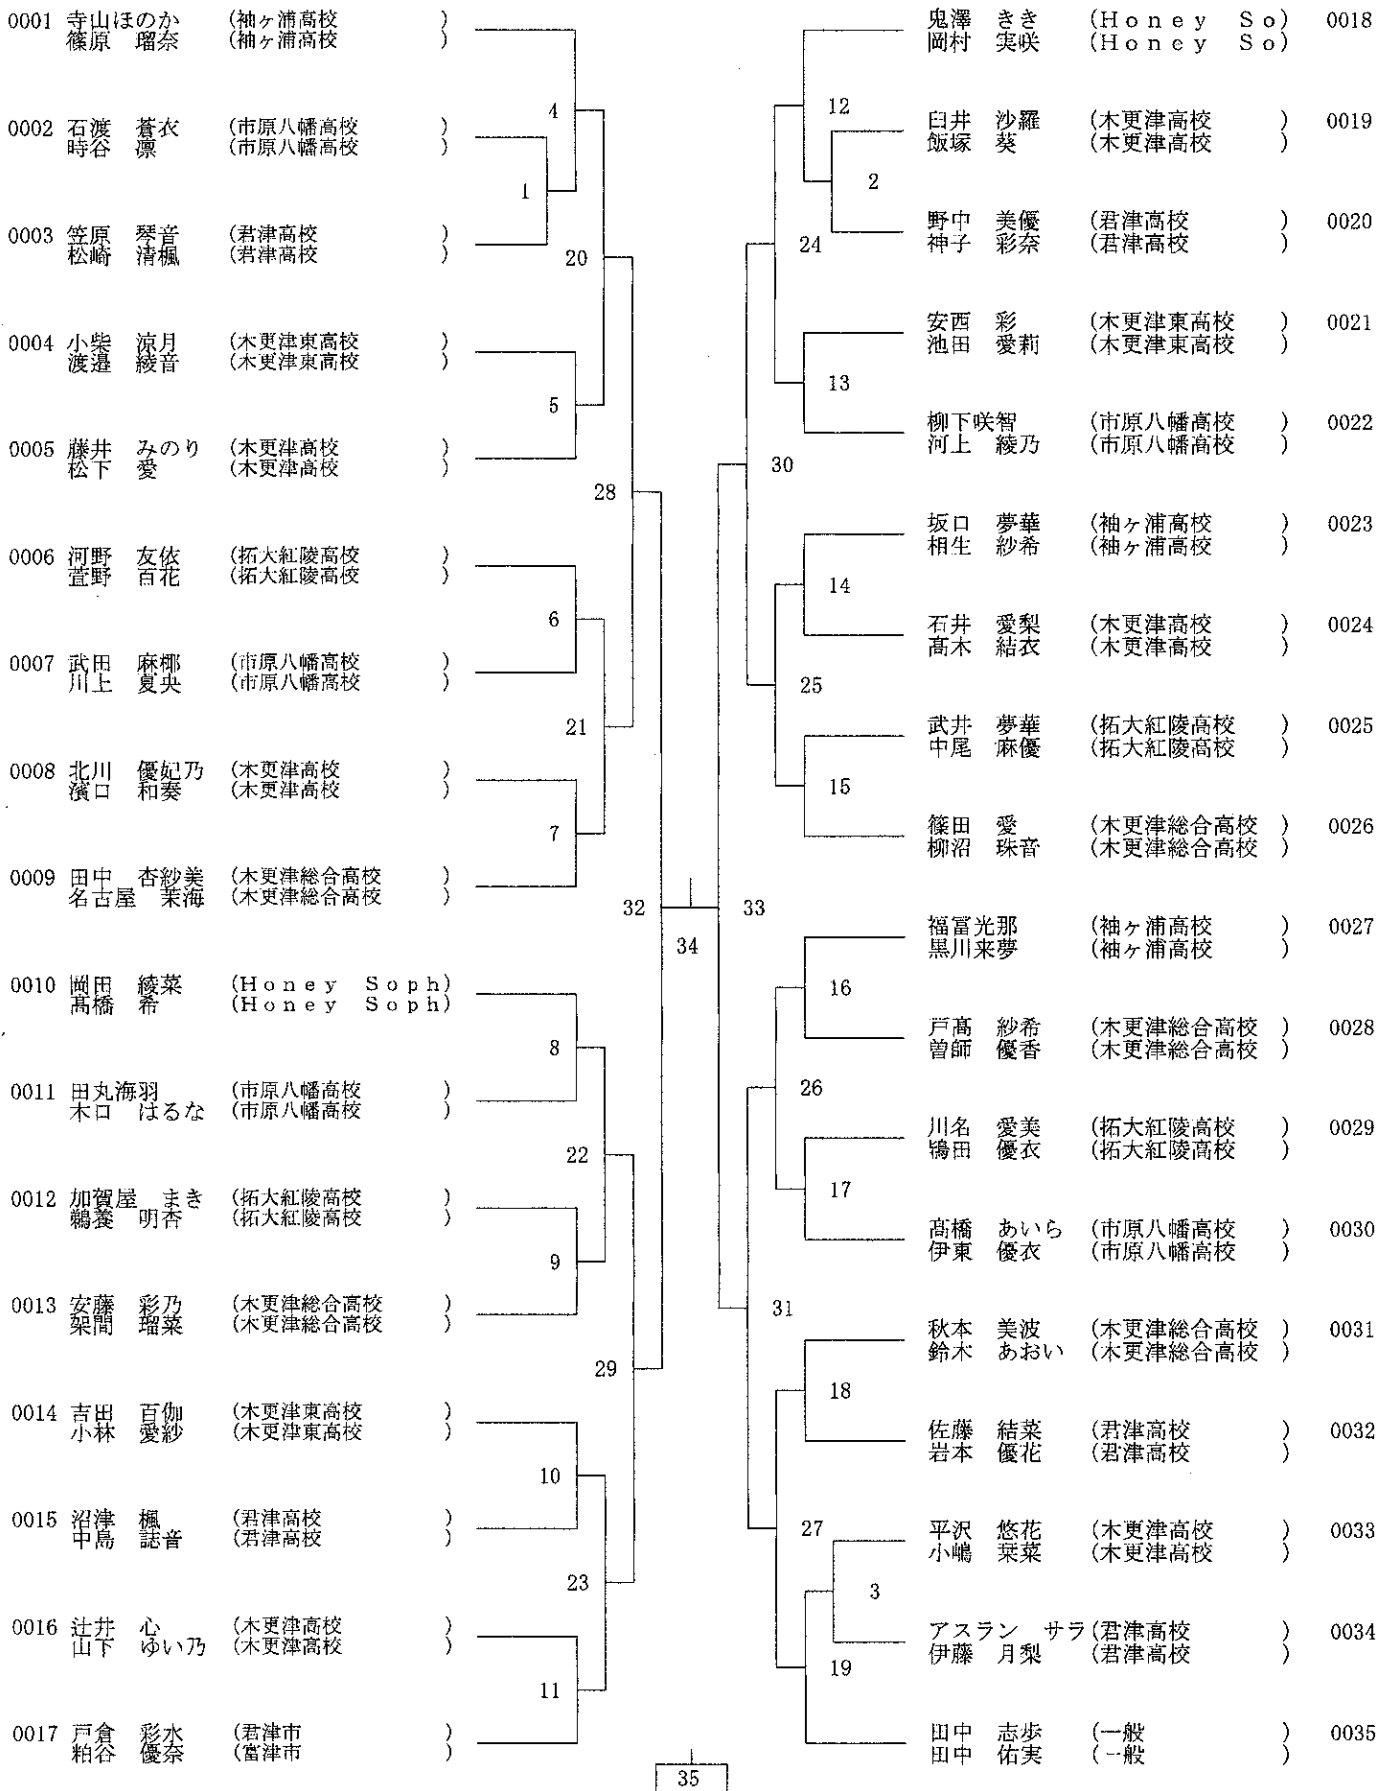 0001 寺山ほのか (袖ヶ浦高校 )
篠原 瑠奈 (袖ヶ浦高校 )
0002 石渡 蒼衣 (市原八幡高校 )
時谷 凛 (市原八幡高校 )
1
0003 笠原 琴音 (君津高校 )
松崎 清楓 (君津高校 )
4
20
0004 小柴 涼月 (木更津東高校 )
渡邉 綾音 (木更津東高校 )
5
0005 藤井 みのり (木更津高校 )
松下 愛 (木更津高校 )
28
0006 河野 友依 (拓大紅陵高校 )
萱野 百花 (拓大紅陵高校 )
6
0007 武田 麻椰 (市原八幡高校 )
川上 夏央 (市原八幡高校 )
21
0008 北川 優妃乃 (木更津高校 )
濱口 和奏 (木更津高校 )
7
0009 田中 杏紗美 (木更津総合高校 )
名古屋 茉海 (木更津総合高校 )
32
34
33
0010 岡田 綾菜 (Honey Soph)
髙橋 希 (Honey Soph)
8
0011 田丸海羽 (市原八幡高校 )
木口 はるな (市原八幡高校 )
22
0012 加賀屋 まき (拓大紅陵高校 )
鵜養 明杏 (拓大紅陵高校 )
9
0013 安藤 彩乃 (木更津総合高校 )
架間 瑠菜 (木更津総合高校 )
29
0014 吉田 百伽 (木更津東高校 )
小林 愛紗 (木更津東高校 )
10
0015 沼津 楓 (君津高校 )
中島 誌音 (君津高校 )
23
0016 辻井 心 (木更津高校 )
山下 ゆい乃 (木更津高校 )
11
0017 戸倉 彩水 (君津市 )
粕谷 優奈 (富津市 )
35
鬼澤 きき (Honey So) 0018
岡村 実咲 (Honey So)
12
臼井 沙羅 (木更津高校 ) 0019
飯塚 葵 (木更津高校 )
2
野中 美優 (君津高校 ) 0020
神子 彩奈 (君津高校 )
24
安西 彩 (木更津東高校 ) 0021
池田 愛莉 (木更津東高校 )
13
柳下咲智 (市原八幡高校 ) 0022
河上 綾乃 (市原八幡高校 )
30
坂口 夢華 (袖ヶ浦高校 ) 0023
相生 紗希 (袖ヶ浦高校 )
14
石井 愛梨 (木更津高校 ) 0024
髙木 結衣 (木更津高校 )
25
武井 夢華 (拓大紅陵高校 ) 0025
中尾 麻優 (拓大紅陵高校 )
15
篠田 愛 (木更津総合高校 ) 0026
柳沼 珠音 (木更津総合高校 )
福冨光那 (袖ヶ浦高校 ) 0027
黒川来夢 (袖ヶ浦高校 )
16
戸高 紗希 (木更津総合高校 ) 0028
曽師 優香 (木更津総合高校 )
26
川名 愛美 (拓大紅陵高校 ) 0029
鴇田 優衣 (拓大紅陵高校 )
17
髙橋 あいら (市原八幡高校 ) 0030
伊東 優衣 (市原八幡高校 )
31
秋本 美波 (木更津総合高校 ) 0031
鈴木 あおい (木更津総合高校 )
18
佐藤 結菜 (君津高校 ) 0032
岩本 優花 (君津高校 )
27
平沢 悠花 (木更津高校 ) 0033
小嶋 栞菜 (木更津高校 )
3
アスラン サラ(君津高校 ) 0034
伊藤 月梨 (君津高校 )
19
田中 志歩 (一般 ) 0035
田中 佑実 (一般 )